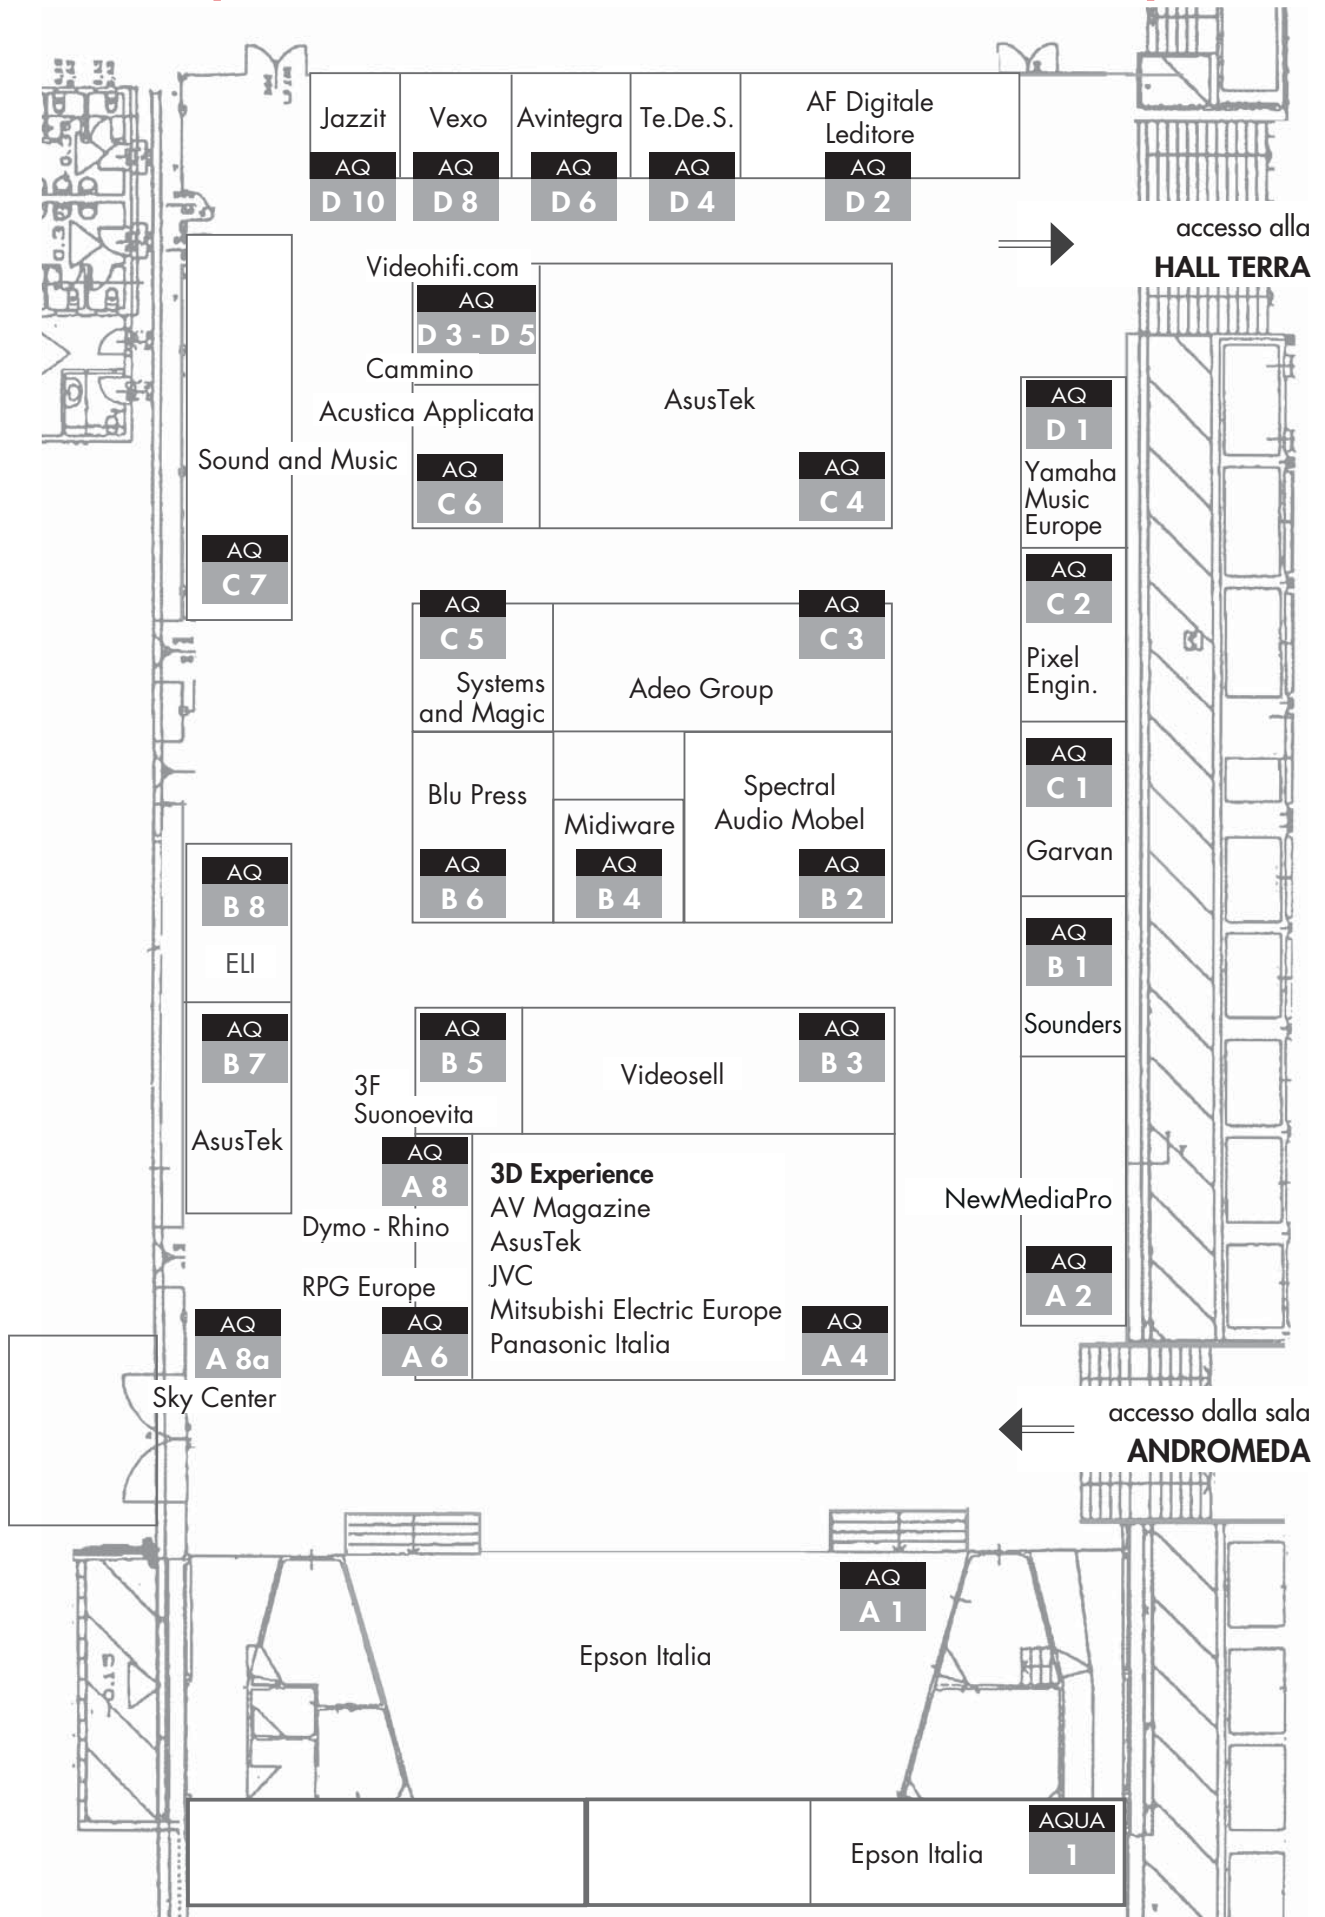 Jazzit
Vexo
Avintegra
Te.De.S.
AF Digitale
Leditore
AQ
D 10
AQ
D 8
AQ
D 6
AQ
D 4
AQ
D 2
accesso alla
HALL TERRA
Videohifi.com
AQ
D 3 - D 5
Cammino
Acustica Applicata
AQ
C 6
AsusTek
AQ
C 4
Sound and Music
AQ
C 7
AQ
D 1
Yamaha
Music
Europe
AQ
C 2
Pixel
Engin.
AQ
C 5
Systems
and Magic
AQ
C 3
Adeo Group
Blu Press
AQ
B 6
Midiware
AQ
B 4
Spectral
Audio Mobel
AQ
B 2
AQ
C 1
Garvan
AQ
B 8
ELI
AQ
B 1
Sounders
AQ
B 7
AsusTek
AQ
B 5
3F
Suonoevita
Videosell
AQ
B 3
AQ
A 8
Dymo - Rhino
3D Experience
AV Magazine
AsusTek
JVC
Mitsubishi Electric Europe
Panasonic Italia
AQ
A 4
NewMediaPro
AQ
A 2
RPG Europe
AQ
A 6
AQ
A 8a
Sky Center
accesso dalla sala
ANDROMEDA
AQ
A 1
Epson Italia
0.15
Epson Italia
AQUA
1